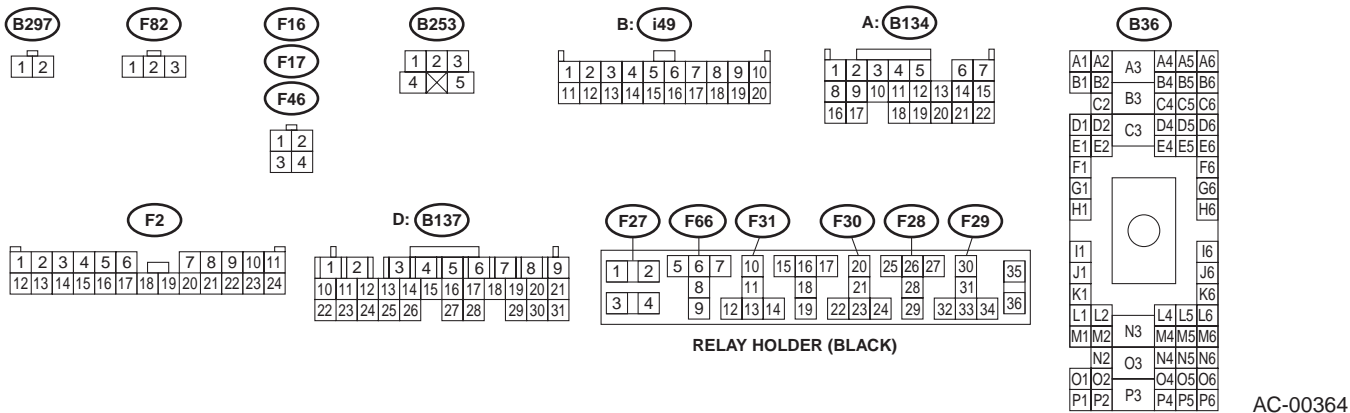 B297 F82 F16 B253 B: i49 A: B134 B36
F17
F46
1 2
1 2 3
1 2
3 4
1 2 3
4 5
1 2 3 4 5 6 7 8 9 10
11 12 13 14 15 16 17 18 19 20
1 2 3 4 5 6 7
8 9 10 11 12 13 14 15
16 17 18 19 20 21 22
A1 A2 A3 A4 A5 A6
B1 B2 B4 B5 B6
B3
C2 C4 C5 C6
D1 D2 C3 D4 D5 D6
E1 E2 E4 E5 E6
F1 F6
G1 G6
H1 H6
I1 I6
J1 J6
K1 K6
L1 L2 L4 L5 L6
M1 M2 N3 M4 M5 M6
N2 O3 N4 N5 N6
O1 O2 O4 O5 O6
P1 P2 P3 P4 P5 P6
F2 D: B137 F27 F66 F31 F30 F28 F29
1 2 3 4 5 6 7 8 9 10 11
12 13 14 15 16 17 18 19 20 21 22 23 24
1 2 3 4 5 6 7 8 9
10 11 12 13 14 15 16 17 18 19 20 21
22 23 24 25 26 27 28 29 30 31
1 2 5 6 7 10 15 16 17 20 25 26 27 30 35
8 11 18 21 28 31
3 4 9 12 13 14 19 22 23 24 29 32 33 34 36
RELAY HOLDER (BLACK)
AC-00364